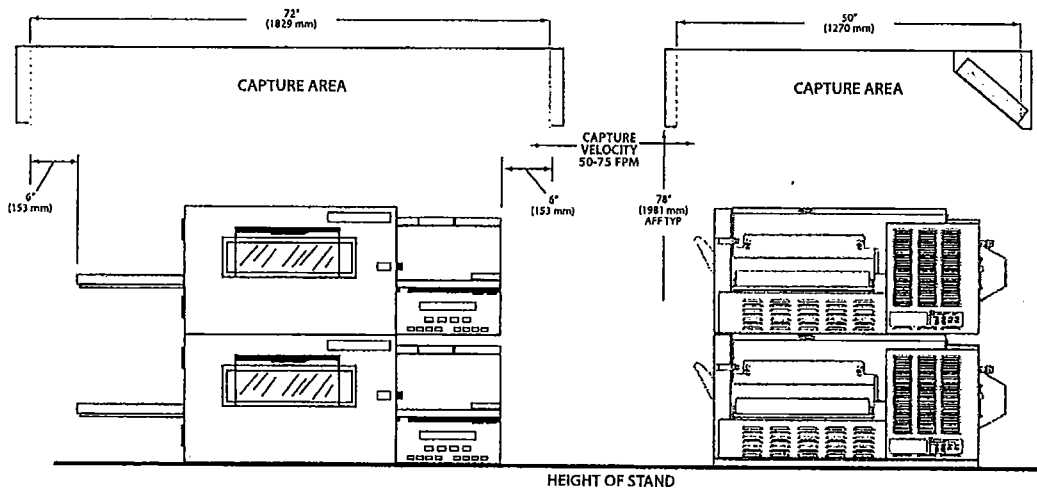 72"
(1829 mm)
50"
(1270 mm)
CAPTURE AREA
CAPTURE AREA
CAPTURE
VELOCITY
50-75 FPM
6"
(153 mm)
6"
(153 mm)
78"
(1981 mm)
AFF TYP
HEIGHT OF STAND